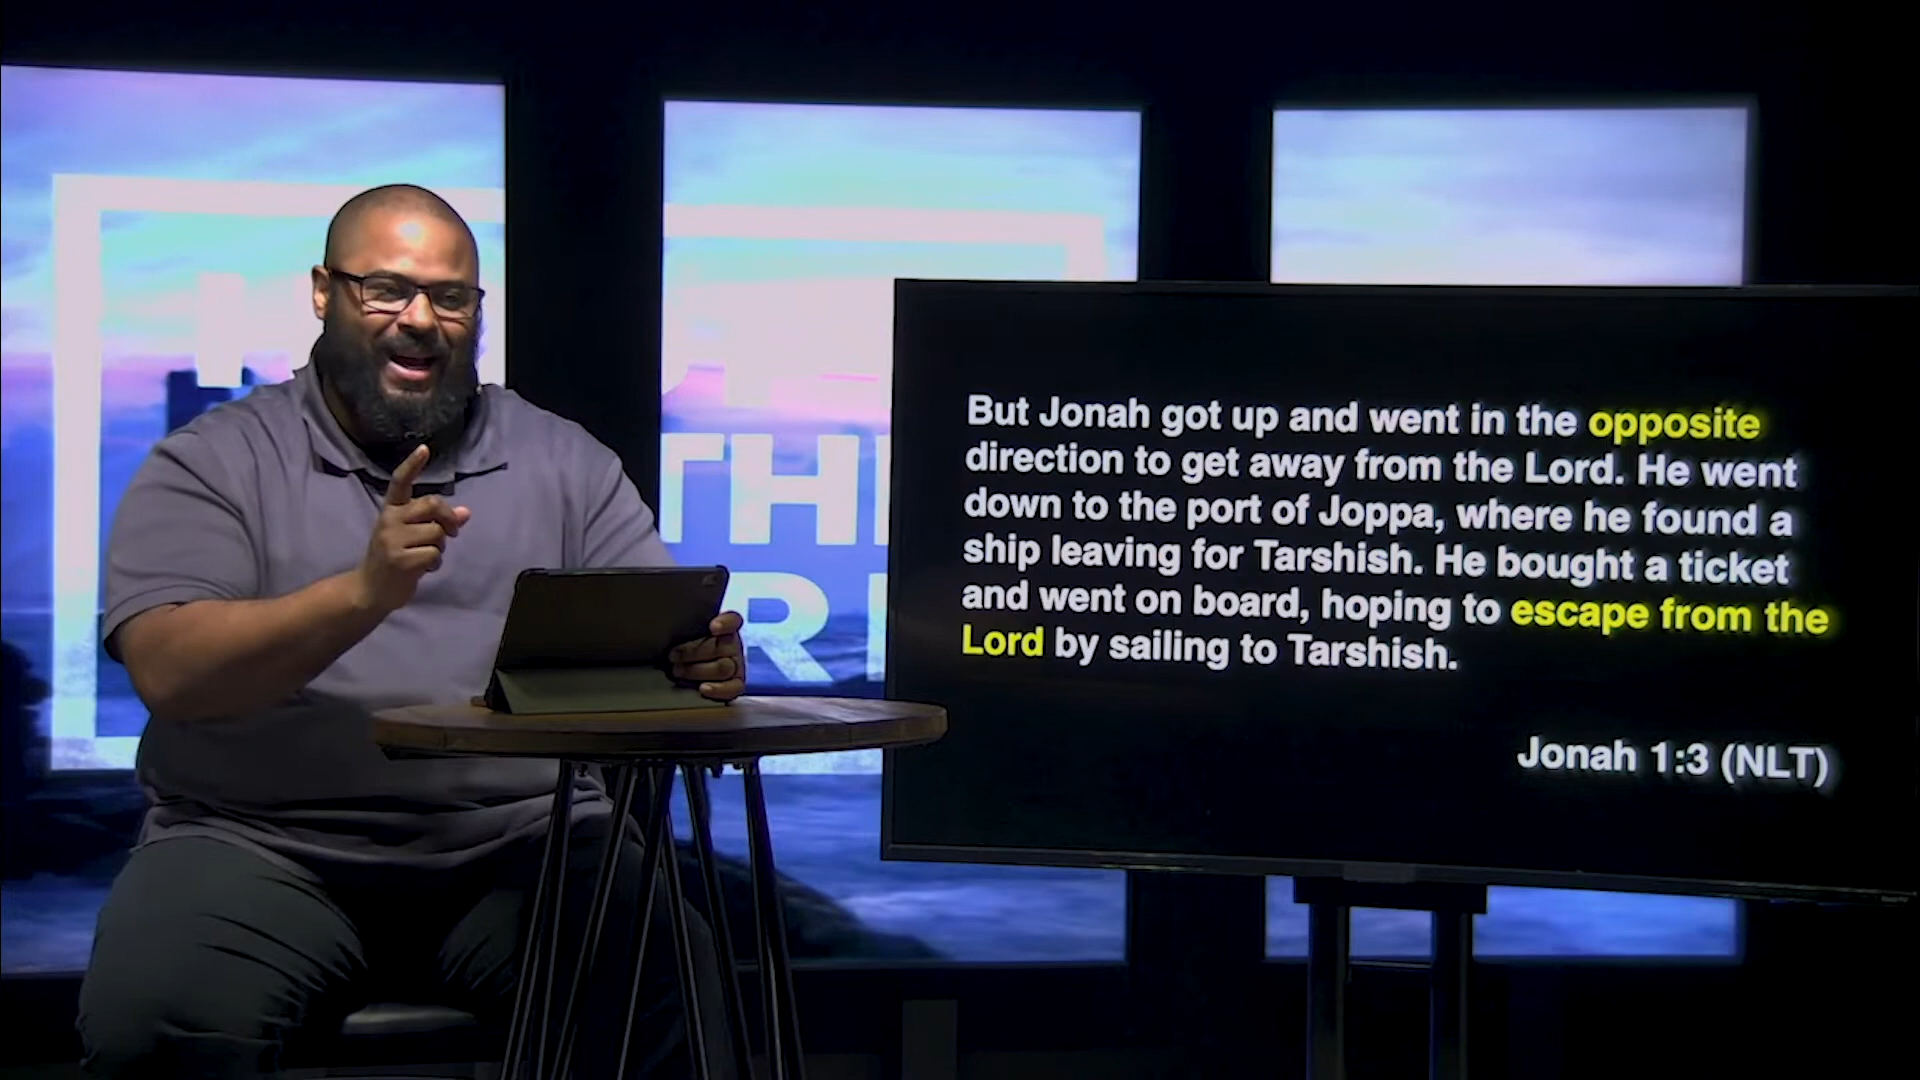 But Jonah got up and went in the opposite
direction to get away from the Lord. He went
down to the port of Joppa, where he found a
ship leaving for Tarshish. He bought a ticket
and went on board, hoping to escape from the
Lord by sailing to Tarshish.
Jonah 1:3 (NLT)